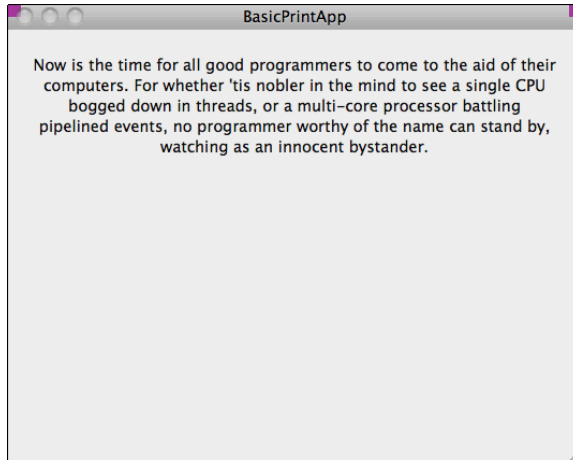 BasicPrintApp
Now is the time for all good programmers to come to the aid of their
computers. For whether 'tis nobler in the mind to see a single CPU
bogged down in threads, or a multi-core processor battling
pipelined events, no programmer worthy of the name can stand by,
watching as an innocent bystander.